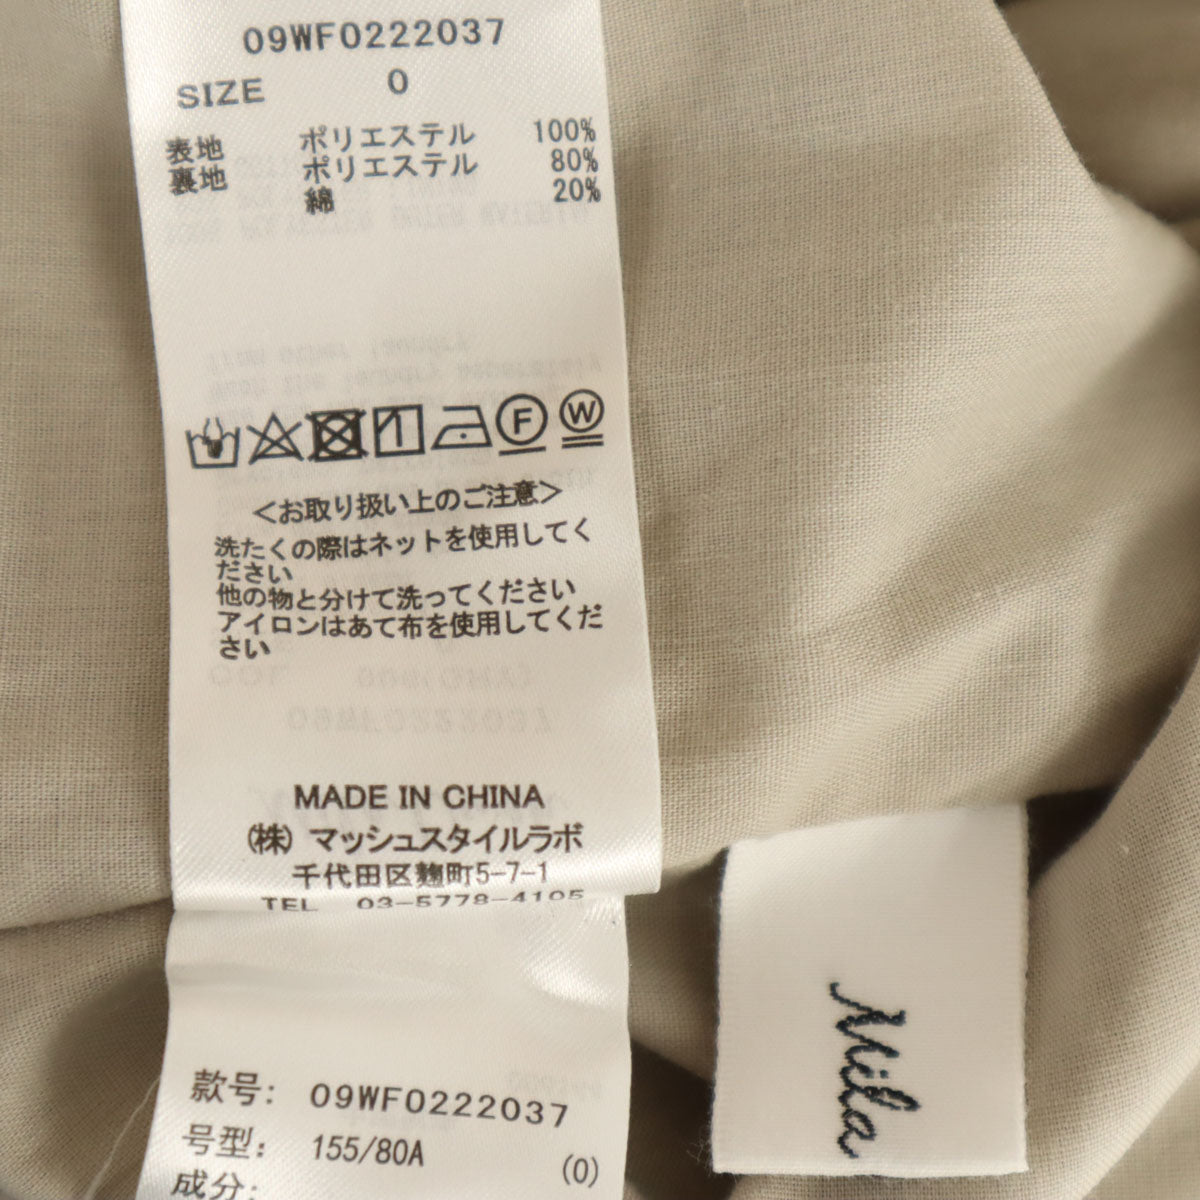 09WF0222037
SIZE 0
表地 ポリエステル 100%
裏地 ポリエステル 80%
綿 20%
F W
<お取り扱い上のご注意>
洗たくの際はネットを使用してく
ださい
他の物と分けて洗ってください
アイロンはあて布を使用してくだ
さい
MADE IN CHINA
(株) マッシュスタイルラボ
千代田区麹町5-7-1
TEL 03-5778-4105
款号: 09WF0222037
号型: 155/80A (0)
成分:
Mila